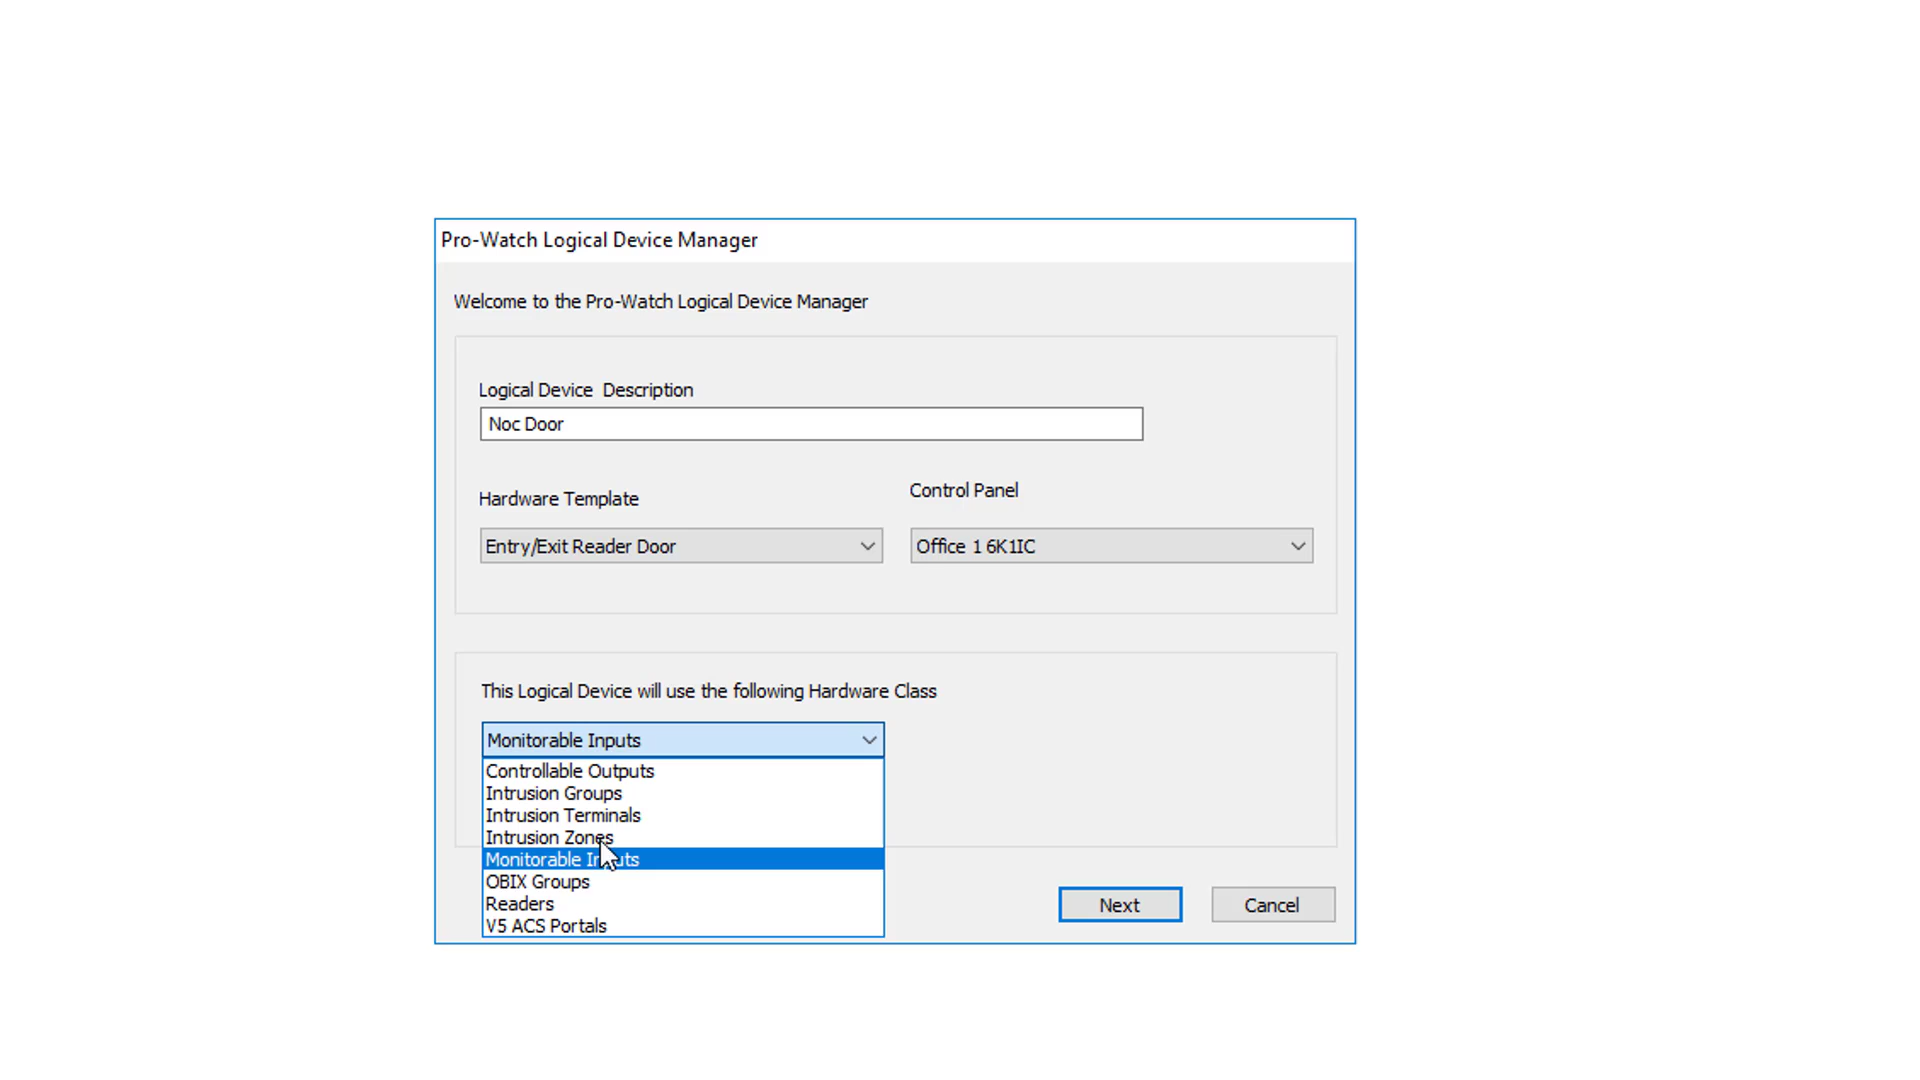 Pro-Watch Logical Device Manager
Welcome to the Pro-Watch Logical Device Manager
Logical Device  Description
Noc Door
Hardware Template
Control Panel
Entry/Exit Reader Door
Office 1 6K1IC
This Logical Device will use the following Hardware Class
Monitorable Inputs
Controllable Outputs
Intrusion Groups
Intrusion Terminals
Intrusion Zones
Monitorable Inputs
OBIX Groups
Readers
V5 ACS Portals
Next
Cancel